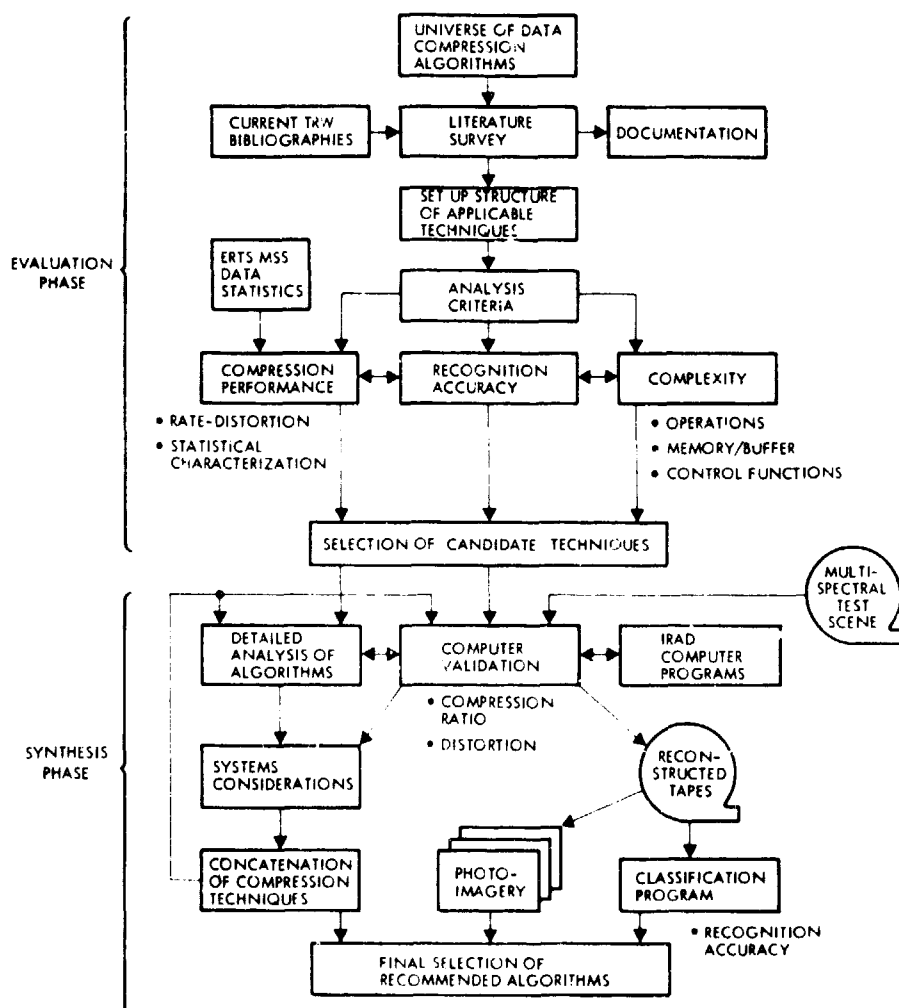 UNIVERSE OF DATA
COMPRESSION
ALGORITHMS
CURRENT TRW
BIBLIOGRAPHIES
LITERATURE
SURVEY
DOCUMENTATION
SET UP STRUCTURE
OF APPLICABLE
TECHNIQUES
EVALUATION
PHASE
ERTS MSS
DATA
STATISTICS
ANALYSIS
CRITERIA
COMPRESSION
PERFORMANCE
RECOGNITION
ACCURACY
COMPLEXITY
• RATE-DISTORTION
• STATISTICAL
CHARACTERIZATION
• OPERATIONS
• MEMORY/BUFFER
• CONTROL FUNCTIONS
SELECTION OF CANDIDATE TECHNIQUES
MULTI-
SPECTRAL
TEST
SCENE
DETAILED
ANALYSIS OF
ALGORITHMS
COMPUTER
VALIDATION
IRAD
COMPUTER
PROGRAMS
• COMPRESSION
RATIO
• DISTORTION
SYNTHESIS
PHASE
SYSTEMS
CONSIDERATIONS
RECON-
STRUCTED
TAPES
CONCATENATION
OF COMPRESSION
TECHNIQUES
PHOTO-
IMAGERY
CLASSIFICATION
PROGRAM
• RECOGNITION
ACCURACY
FINAL SELECTION OF
RECOMMENDED ALGORITHMS